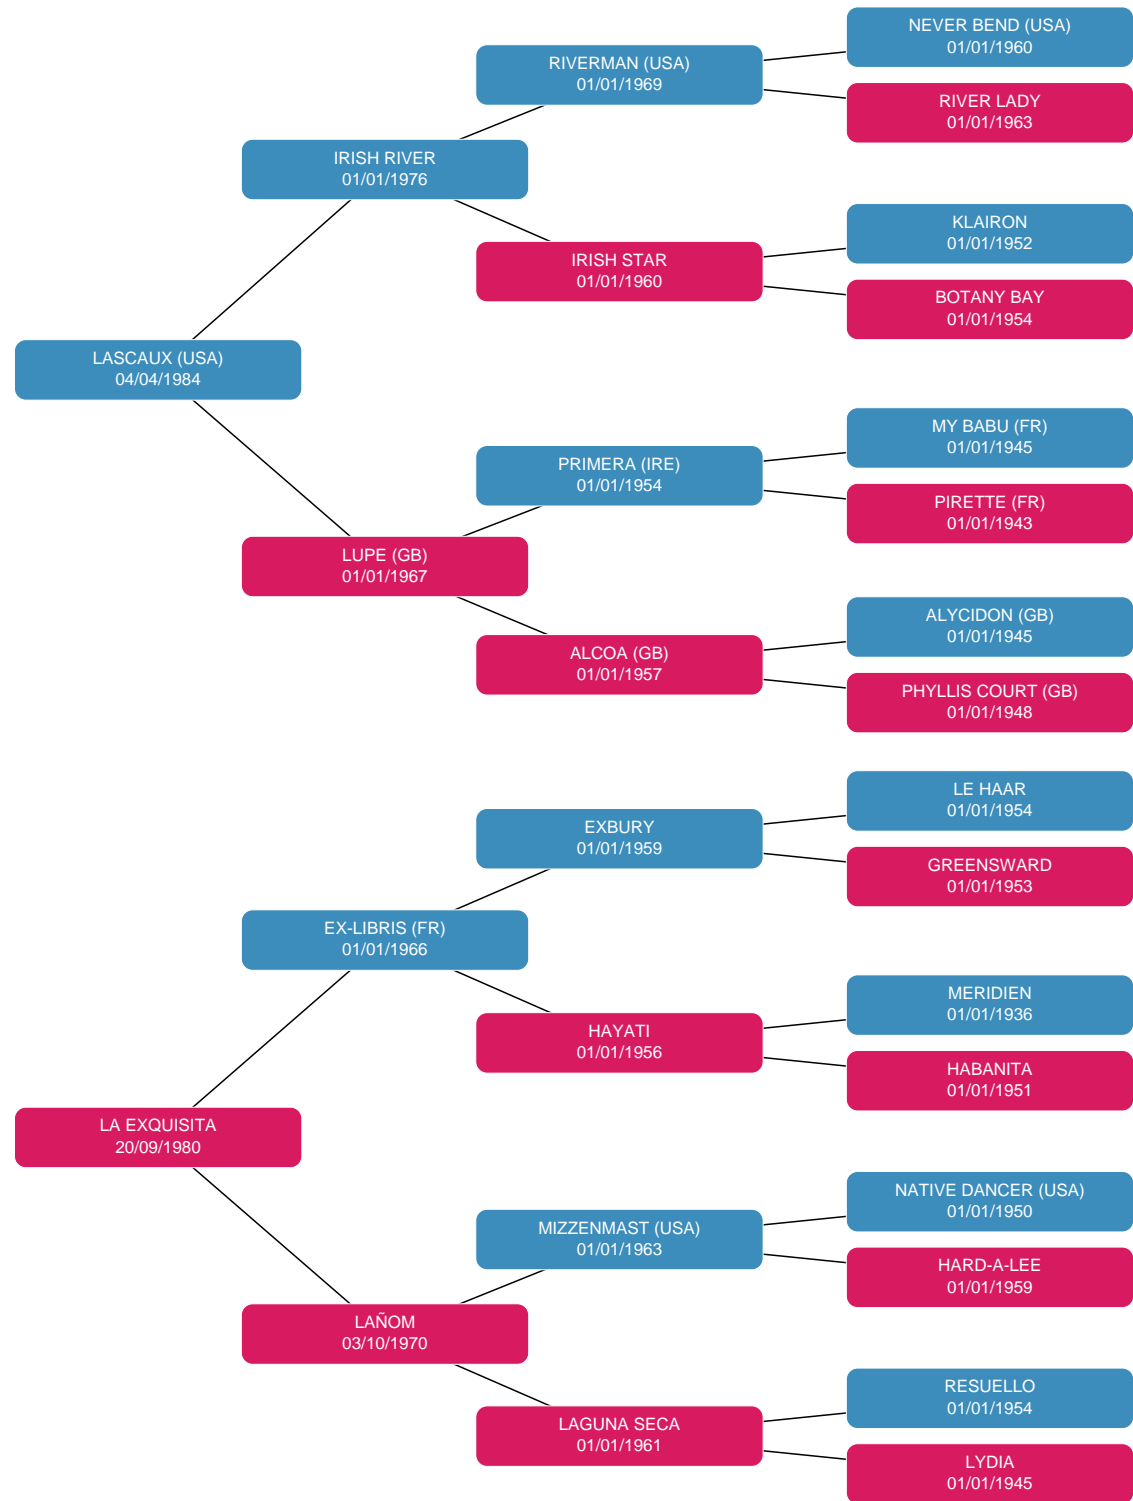 NEVER BEND (USA)
01/01/1960
RIVERMAN (USA)
01/01/1969
RIVER LADY
01/01/1963
IRISH RIVER
01/01/1976
KLAIRON
01/01/1952
IRISH STAR
01/01/1960
BOTANY BAY
01/01/1954
LASCAUX (USA)
04/04/1984
MY BABU (FR)
01/01/1945
PRIMERA (IRE)
01/01/1954
PIRETTE (FR)
01/01/1943
LUPE (GB)
01/01/1967
ALYCIDON (GB)
01/01/1945
ALCOA (GB)
01/01/1957
PHYLLIS COURT (GB)
01/01/1948
LE HAAR
01/01/1954
EXBURY
01/01/1959
GREENSWARD
01/01/1953
EX-LIBRIS (FR)
01/01/1966
MERIDIEN
01/01/1936
HAYATI
01/01/1956
HABANITA
01/01/1951
LA EXQUISITA
20/09/1980
NATIVE DANCER (USA)
01/01/1950
MIZZENMAST (USA)
01/01/1963
HARD-A-LEE
01/01/1959
LAÑOM
03/10/1970
RESUELLO
01/01/1954
LAGUNA SECA
01/01/1961
LYDIA
01/01/1945